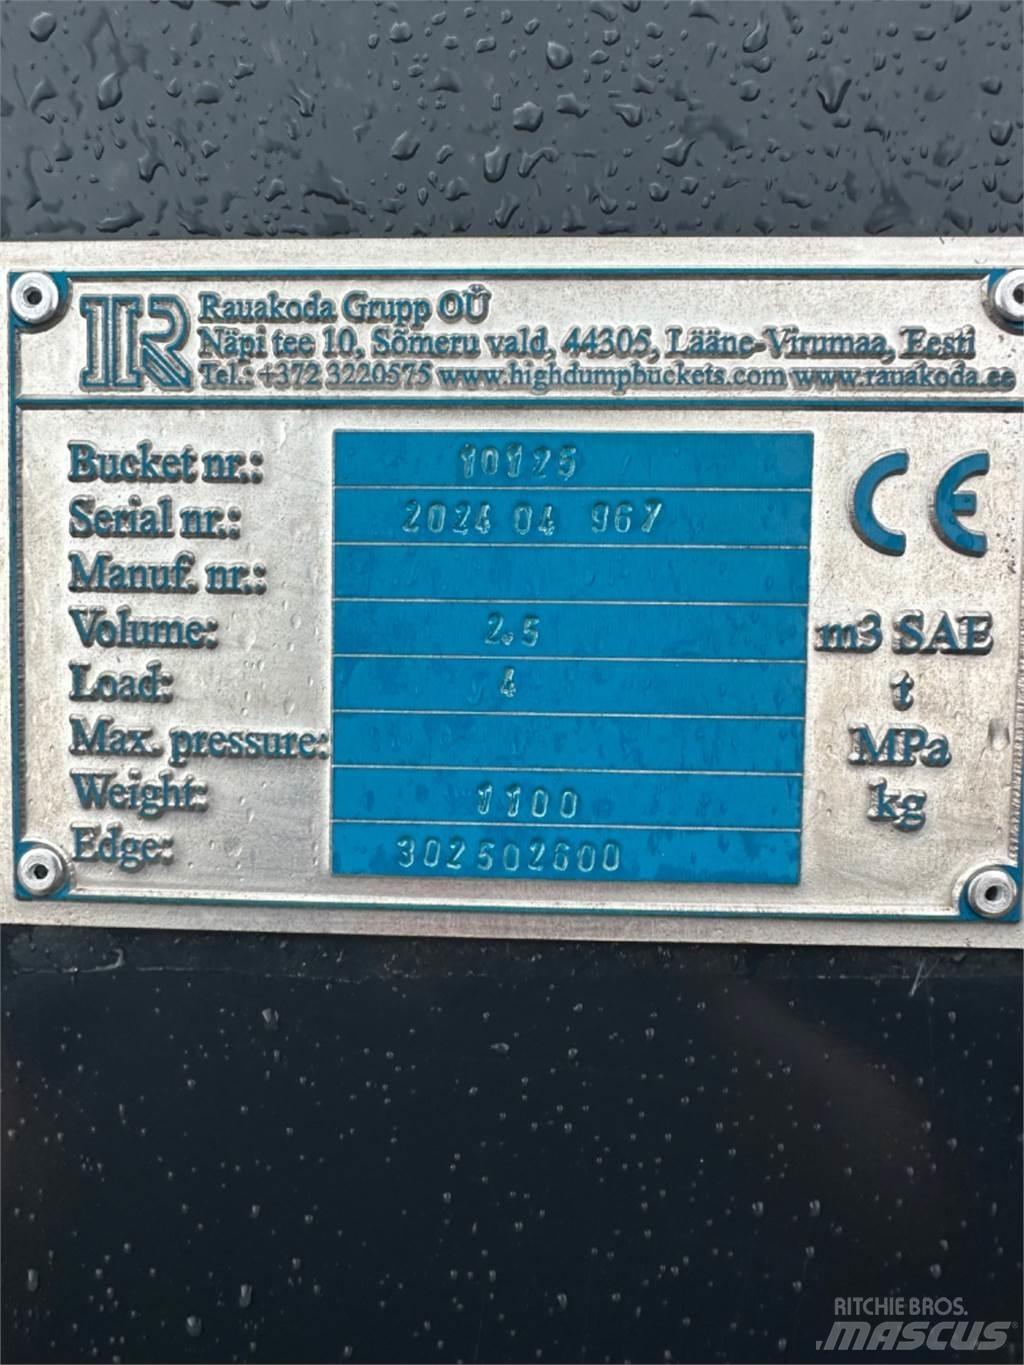 R Rauakoda Grupp OÜ
Näpi tee 10, Sõmeru vald, 44305, Lääne-Virumaa, Eesti
Tel.: +372 3220575 www.highdumpbuckets.com www.rauakoda.ee
Bucket nr.: 10125
Serial nr.: 2024 04 967
Manuf. nr.:
Volume: 2.5 m3 SAE
Load: 4 t
Max. pressure: MPa
Weight: 1100 kg
Edge: 302502600
CE
RITCHIE BROS.
MASCUS